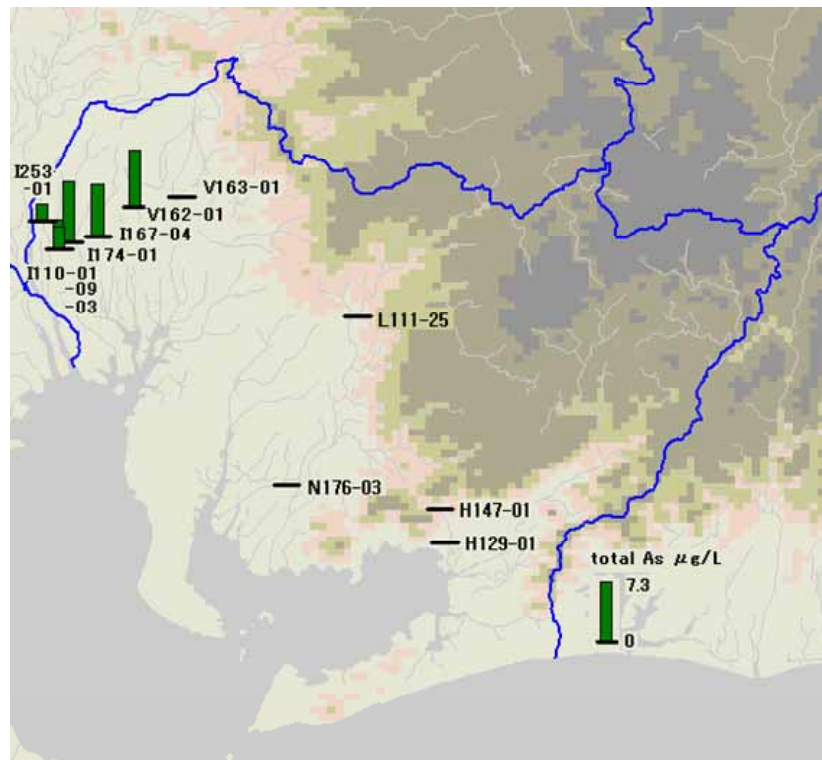 I253
-01
V163-01
V162-01
I167-04
I174-01
I110-01
-09
-03
L111-25
N176-03
H147-01
H129-01
total As μg/L
7.3
0